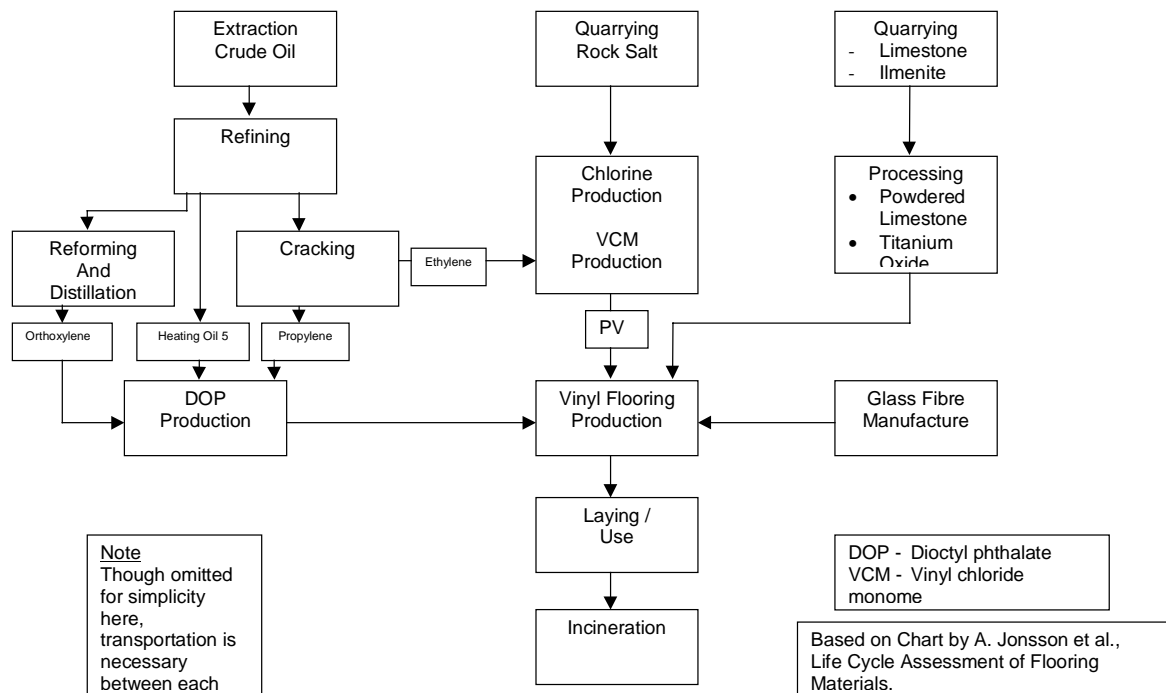 Extraction
Crude Oil
Quarrying
Rock Salt
Quarrying
- Limestone
- Ilmenite
Refining
Chlorine
Production
VCM
Production
Processing
• Powdered
Limestone
• Titanium
Oxide
Reforming
And
Distillation
Cracking
Ethylene
Orthoxylene
Heating Oil 5
Propylene
PV
DOP
Production
Vinyl Flooring
Production
Glass Fibre
Manufacture
Laying /
Use
Note
Though omitted
for simplicity
here,
transportation is
necessary
between each
DOP - Dioctyl phthalate
VCM - Vinyl chloride
monome
Incineration
Based on Chart by A. Jonsson et al.,
Life Cycle Assessment of Flooring
Materials.